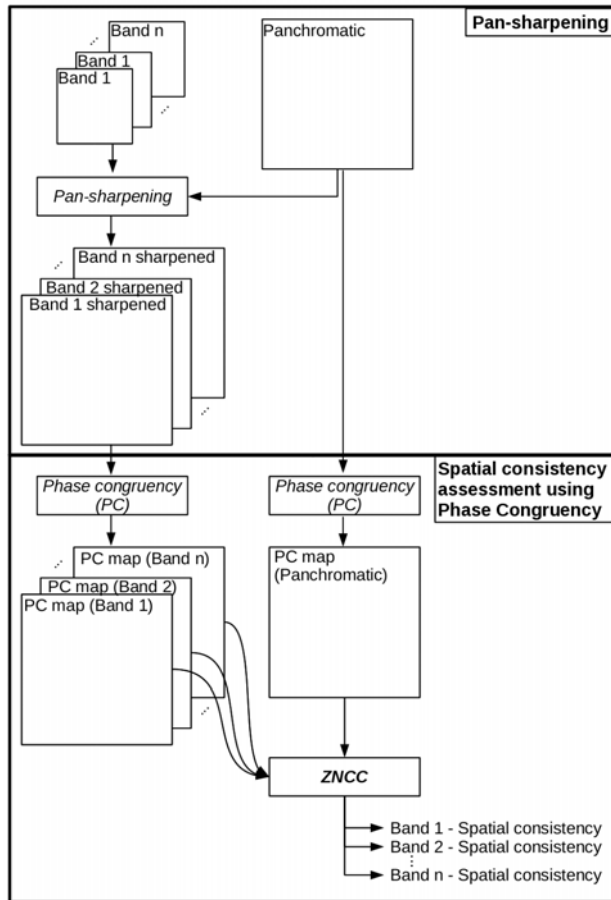 Pan-sharpening
Band n
Band 1
Band 1
Panchromatic
Pan-sharpening
Band n sharpened
Band 2 sharpened
Band 1 sharpened
Spatial consistency
assessment using
Phase Congruency
Phase congruency
(PC)
Phase congruency
(PC)
PC map (Band n)
PC map (Band 2)
PC map (Band 1)
PC map
(Panchromatic)
ZNCC
Band 1 - Spatial consistency
Band 2 - Spatial consistency
Band n - Spatial consistency